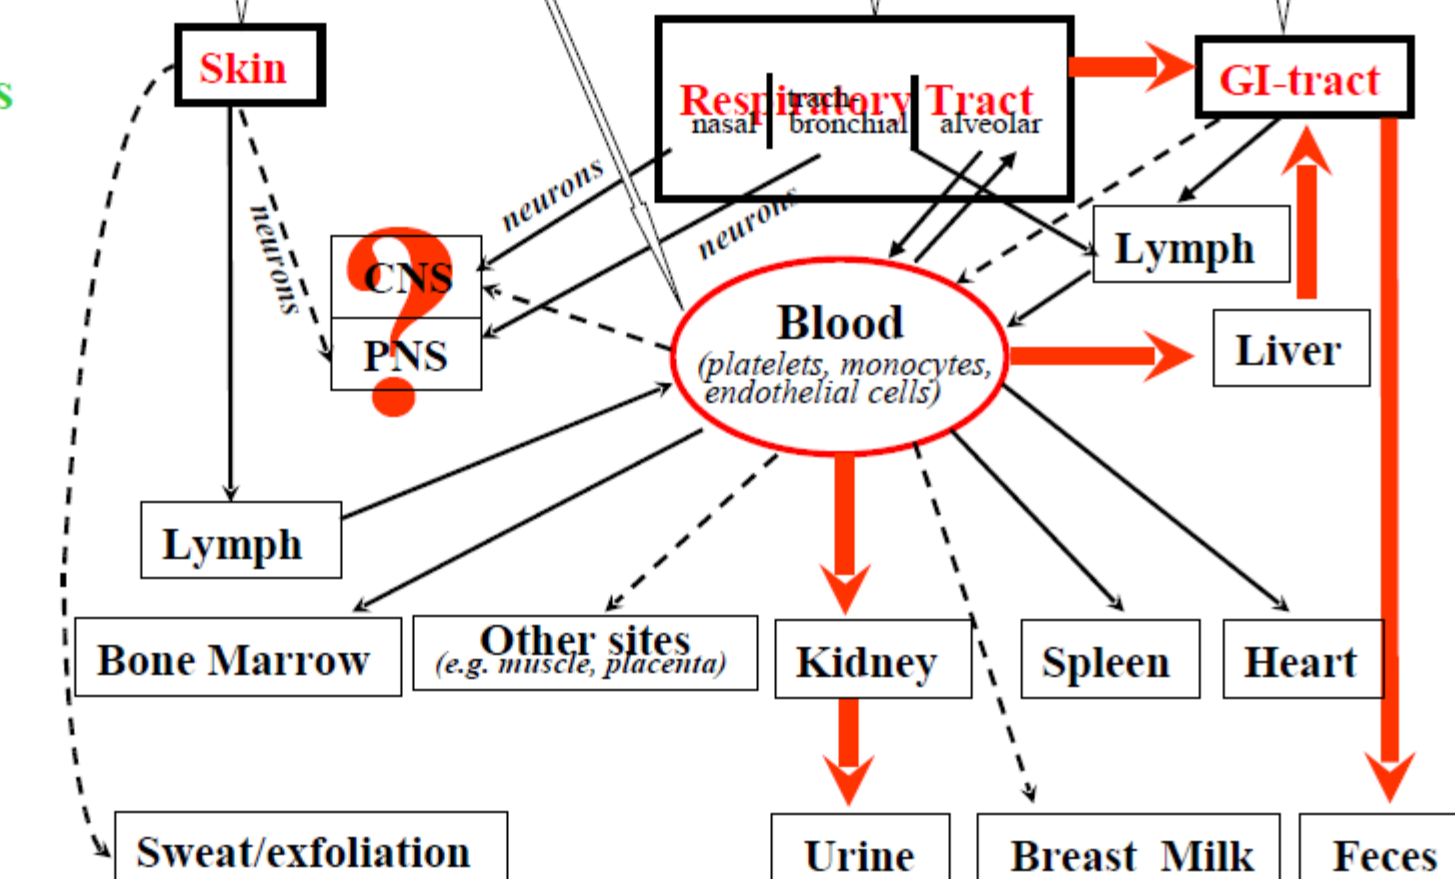 s
Skin
Respiratory Tract
nasal
trach-
bronchial
alveolar
GI-tract
neurons
neurons
neurons
CNS
?
PNS
Lymph
Blood
(platelets, monocytes,
endothelial cells)
Liver
Lymph
Bone Marrow
Other sites
(e.g. muscle, placenta)
Kidney
Spleen
Heart
Sweat/exfoliation
Urine
Breast Milk
Feces